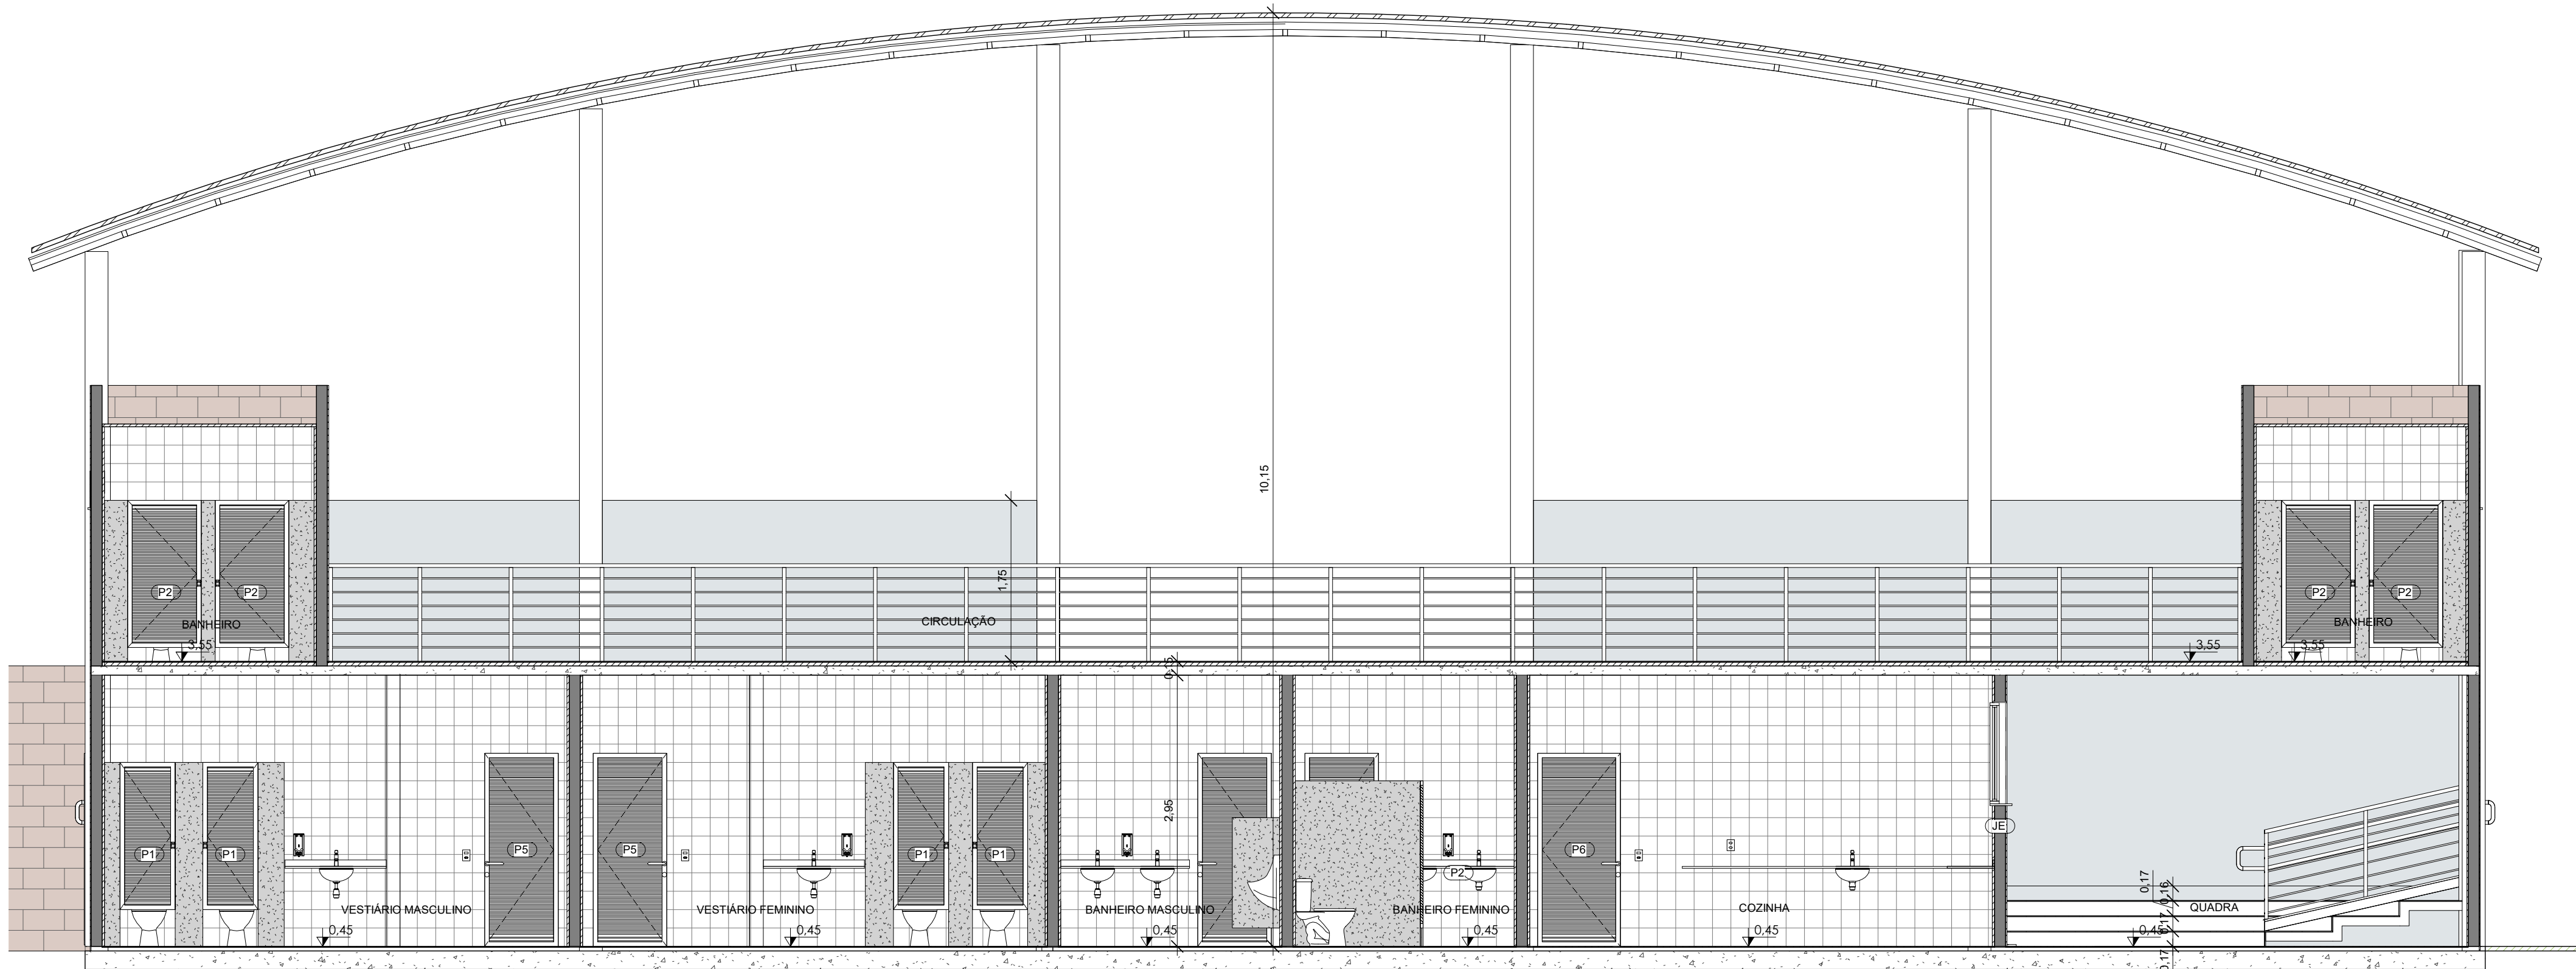 10,15
1,75
P2
P2
P2
P2
CIRCULAÇÃO
BANHEIRO
BANHEIRO
3,55
3,55
3,55
2,95
JE
P1
P1
P5
P5
P1
P1
P6
P2
0,17
0,16
VESTIÁRIO MASCULINO
VESTIÁRIO FEMININO
BANHEIRO MASCULINO
BANHEIRO FEMININO
COZINHA
QUADRA
0,17
0,45
0,45
0,45
0,45
0,45
0,45
0,17